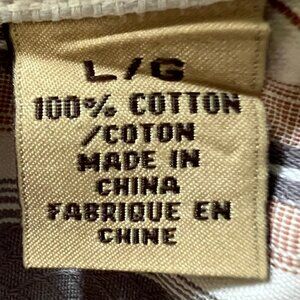 L/G
100% COTTON
/COTON
MADE IN
CHINA
FABRIQUE EN
CHINE